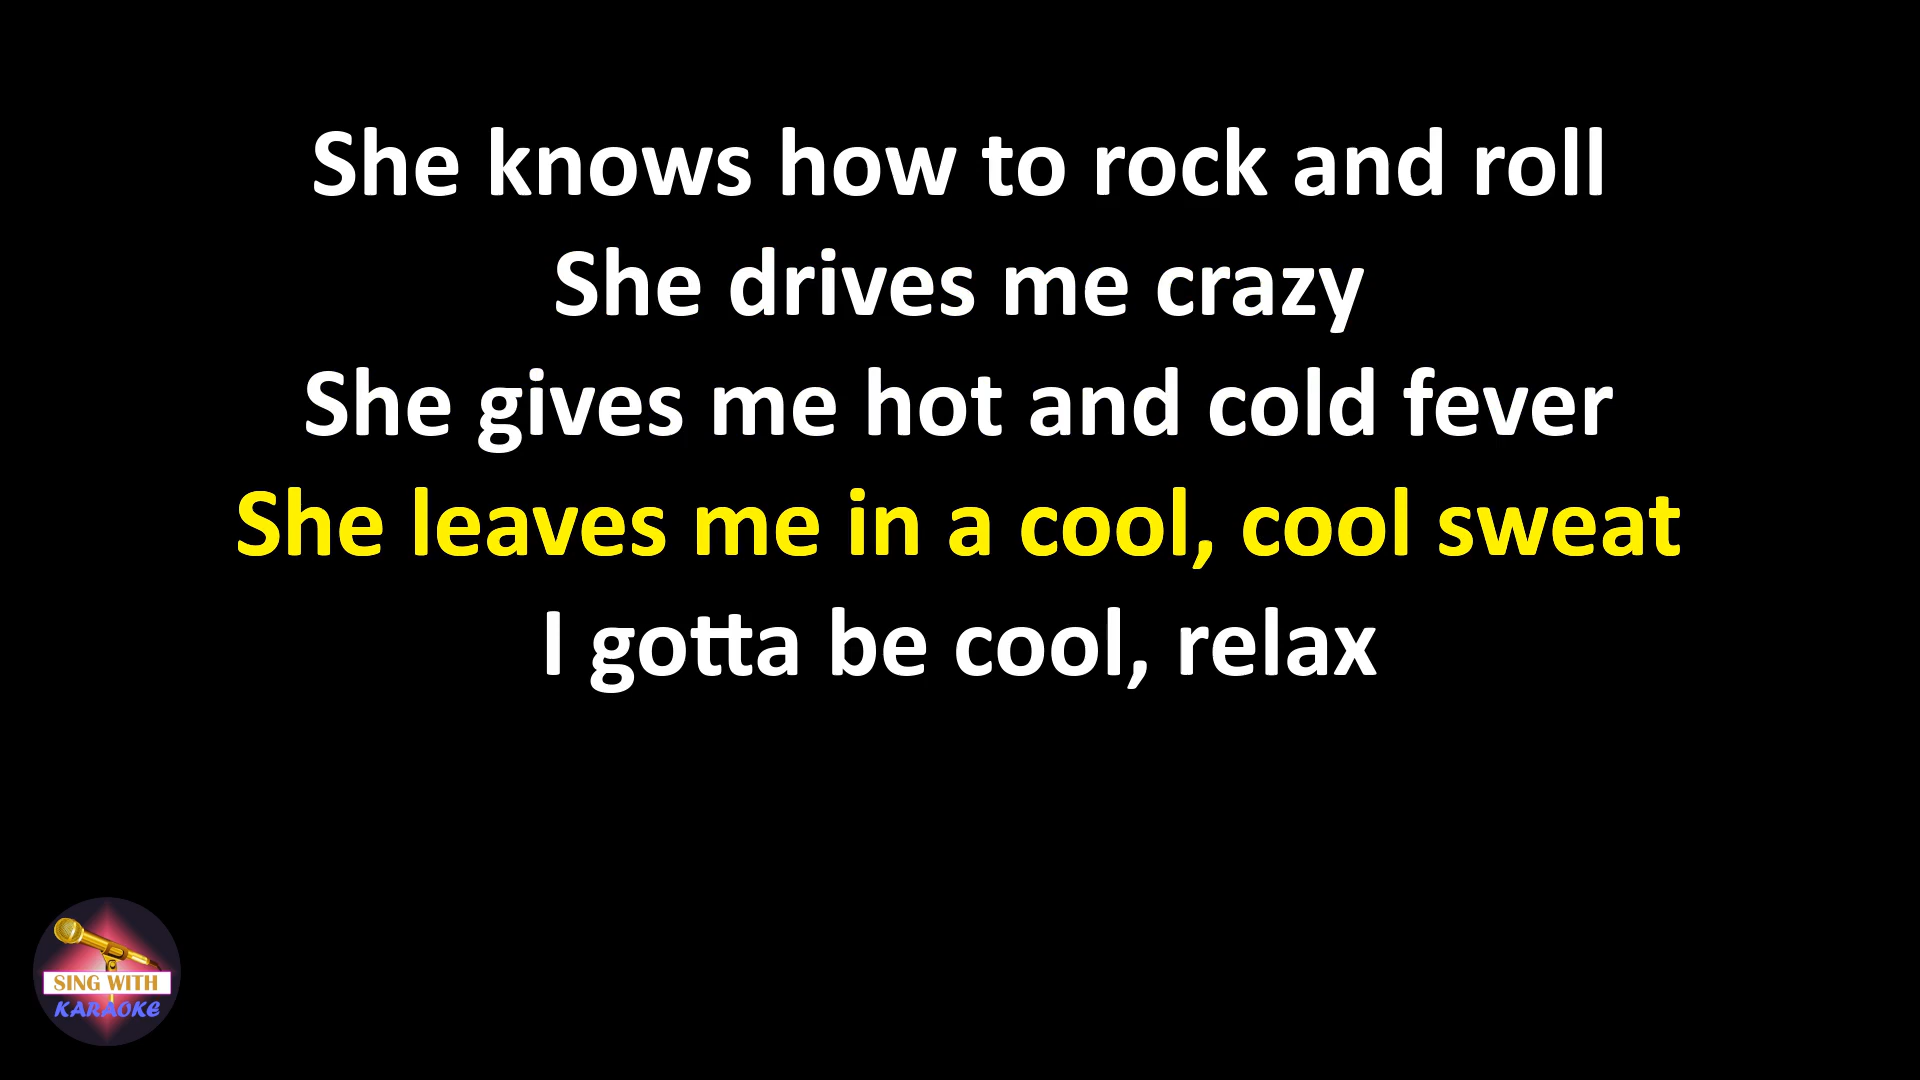 She knows how to rock and roll
She drives me crazy
She gives me hot and cold fever
She leaves me in a cool, cool sweat
I gotta be cool, relax
SING WITH
KARAOKE